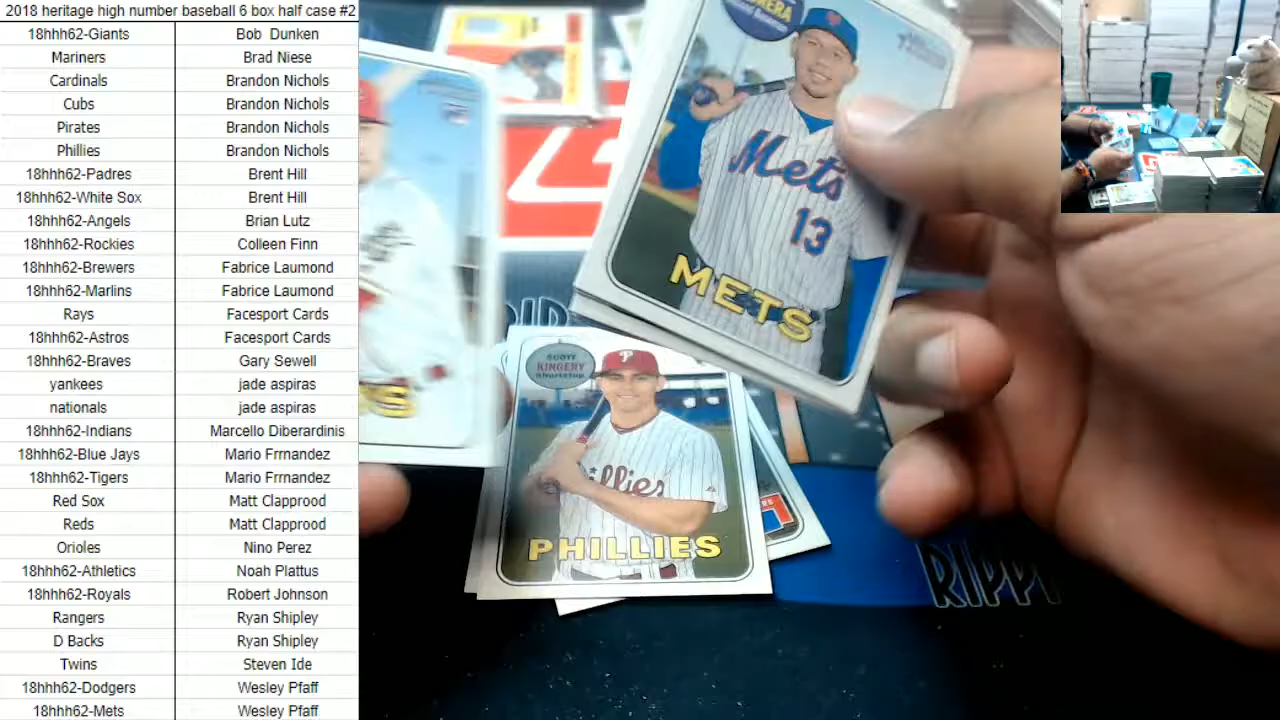 2018 heritage high number baseball 6 box half case #2
18hhh62-Giants Bob Dunken
Mariners Brad Niese
Cardinals Brandon Nichols
Cubs Brandon Nichols
Pirates Brandon Nichols
Phillies Brandon Nichols
18hhh62-Padres Brent Hill
18hhh62-White Sox Brent Hill
18hhh62-Angels Brian Lutz
18hhh62-Rockies Colleen Finn
18hhh62-Brewers Fabrice Laumond
18hhh62-Marlins Fabrice Laumond
Rays Facesport Cards
18hhh62-Astros Facesport Cards
18hhh62-Braves Gary Sewell
yankees jade aspiras
nationals jade aspiras
18hhh62-Indians Marcello Diberardinis
18hhh62-Blue Jays Mario Frrnandez
18hhh62-Tigers Mario Frrnandez
Red Sox Matt Clapprood
Reds Matt Clapprood
Orioles Nino Perez
18hhh62-Athletics Noah Plattus
18hhh62-Royals Robert Johnson
Rangers Ryan Shipley
D Backs Ryan Shipley
Twins Steven Ide
18hhh62-Dodgers Wesley Pfaff
18hhh62-Mets Wesley Pfaff
Mets
13
METS
SCOTT
KINGERY
Shortstop
P
PHILLIES
RIPPI